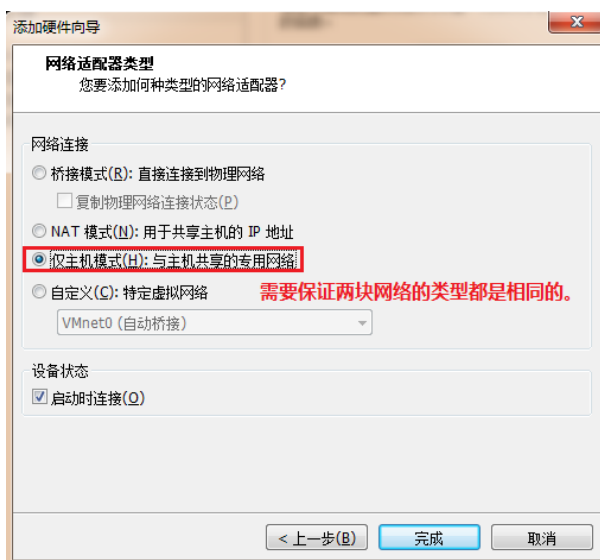 添加硬件向导
网络适配器类型
您要添加何种类型的网络适配器?
网络连接
桥接模式(R): 直接连接到物理网络
复制物理网络连接状态(P)
NAT 模式(N): 用于共享主机的 IP 地址
仅主机模式(H): 与主机共享的专用网络
自定义(C): 特定虚拟网络
需要保证两块网络的类型都是相同的。
VMnet0 (自动桥接)
设备状态
启动时连接(O)
< 上一步(B) 完成 取消